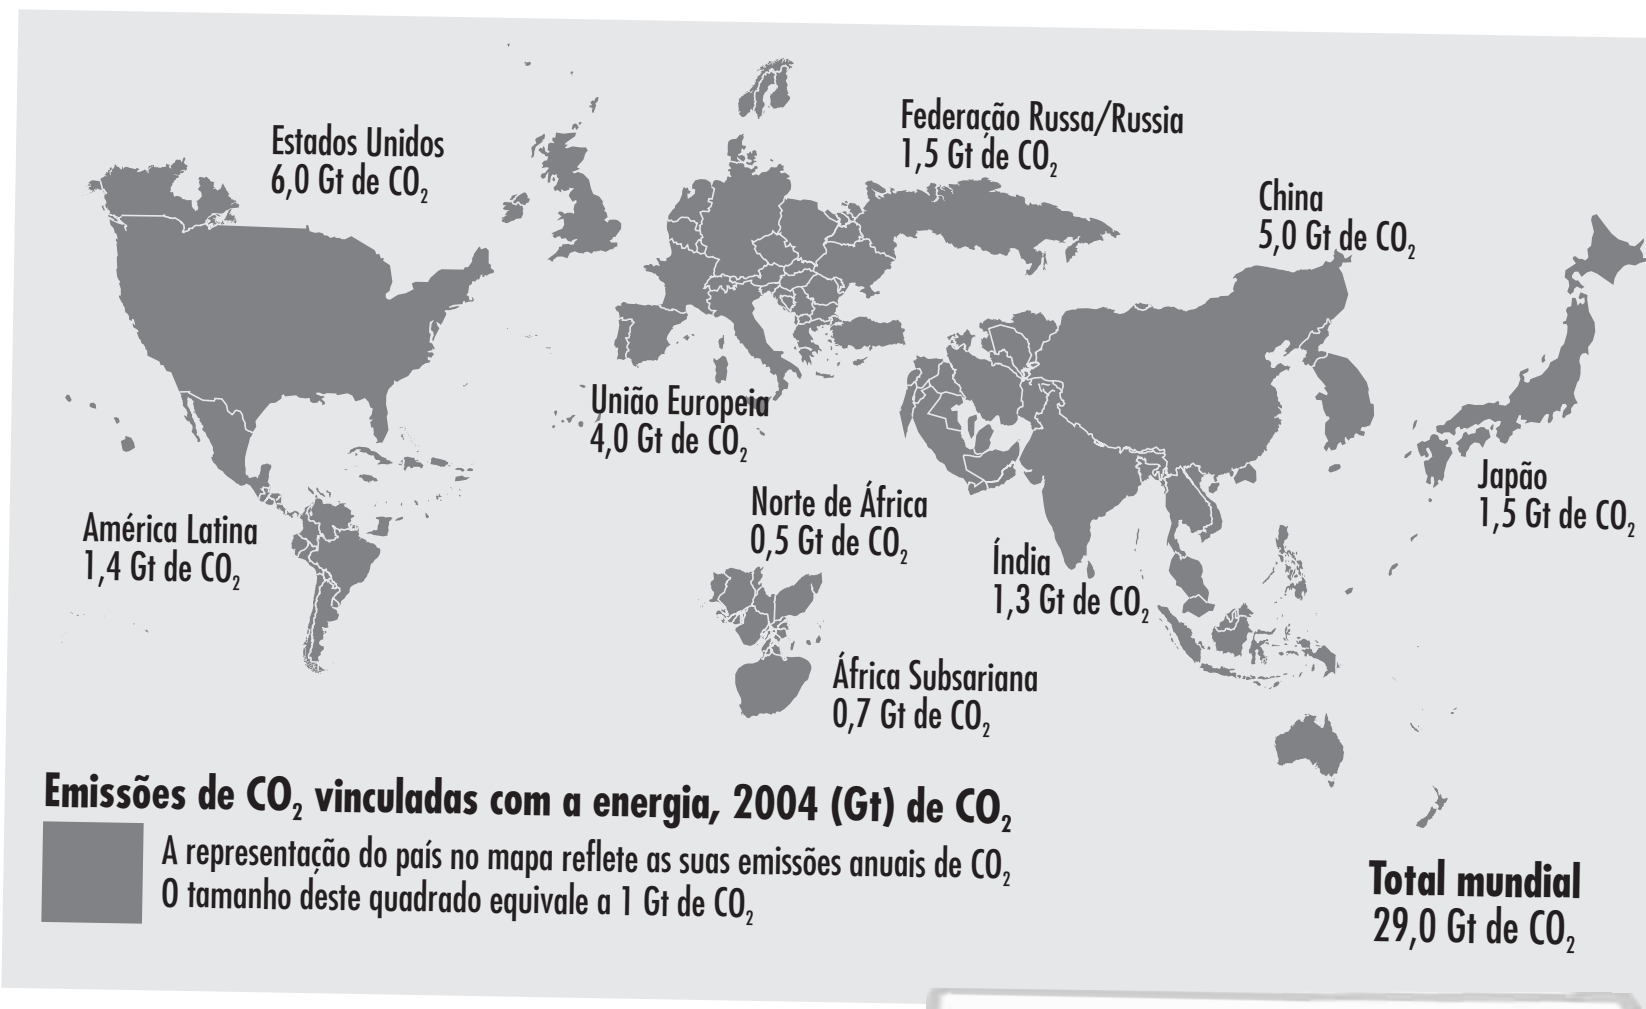 Estados Unidos
6,0 Gt de CO₂
Federação Russa/Russia
1,5 Gt de CO₂
China
5,0 Gt de CO₂
União Europeia
4,0 Gt de CO₂
Norte de África
0,5 Gt de CO₂
Japão
1,5 Gt de CO₂
América Latina
1,4 Gt de CO₂
Índia
1,3 Gt de CO₂
África Subsariana
0,7 Gt de CO₂
Emissões de CO₂ vinculadas com a energia, 2004 (Gt) de CO₂
A representação do país no mapa reflete as suas emissões anuais de CO₂
O tamanho deste quadrado equivale a 1 Gt de CO₂
Total mundial
29,0 Gt de CO₂